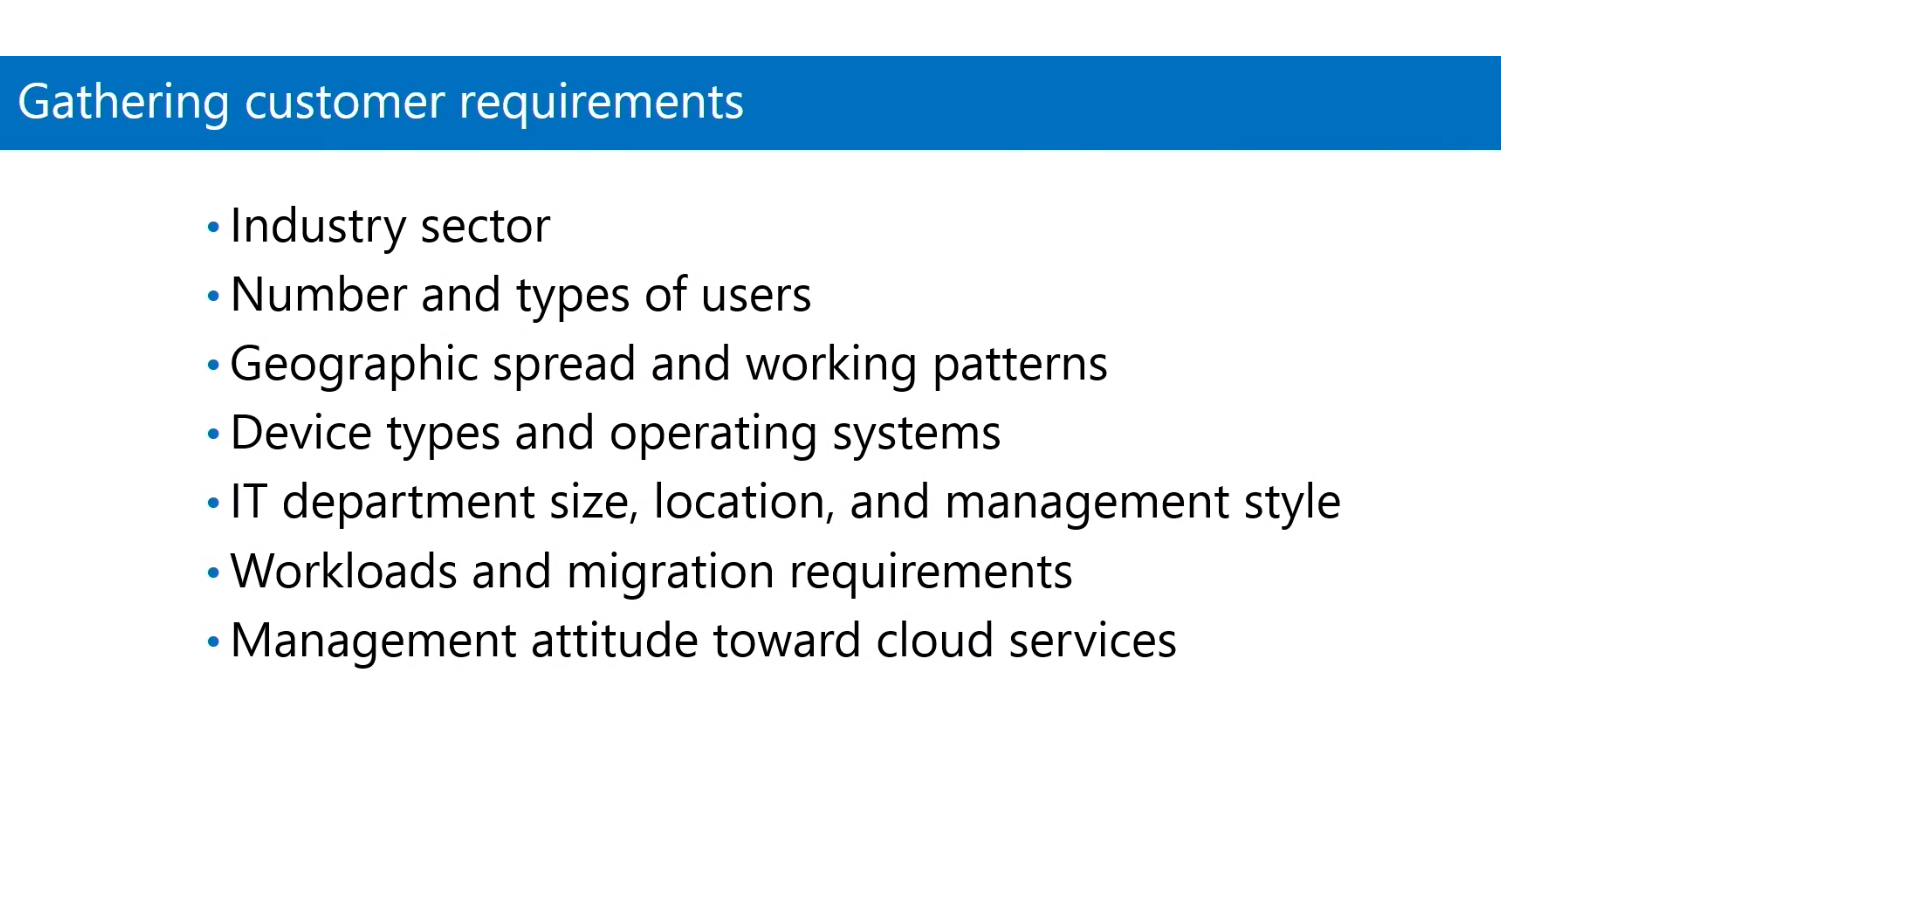 Gathering customer requirements
• Industry sector
• Number and types of users
• Geographic spread and working patterns
• Device types and operating systems
• IT department size, location, and management style
• Workloads and migration requirements
• Management attitude toward cloud services